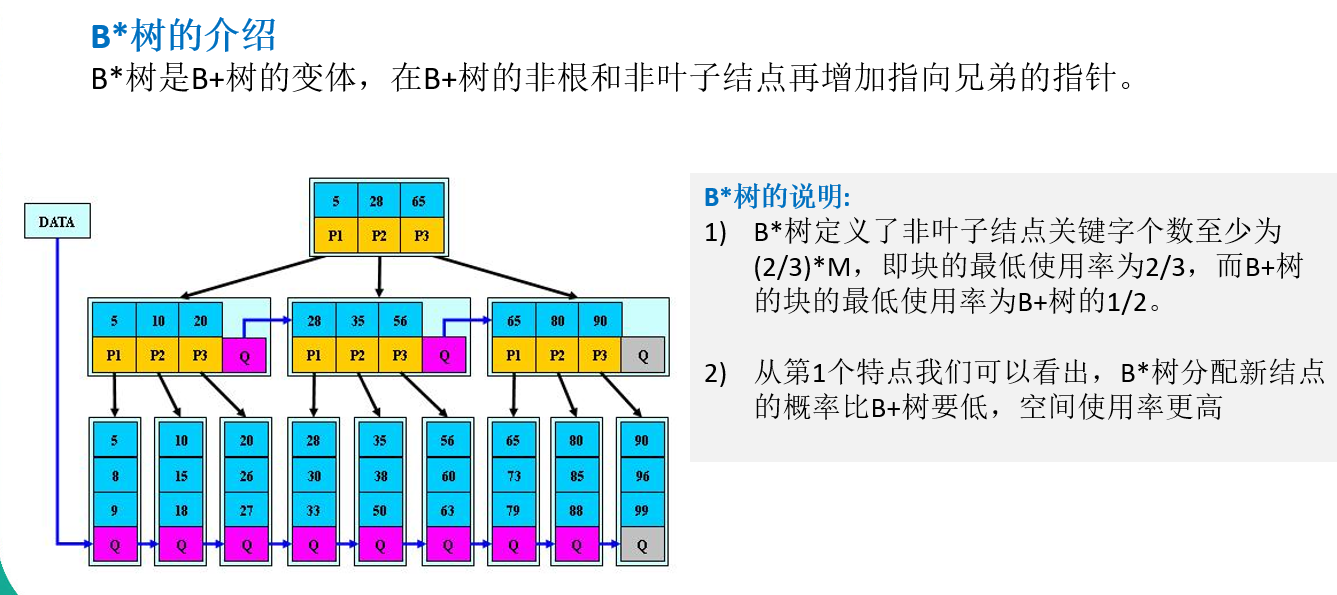 B*树的介绍
B*树是B+树的变体，在B+树的非根和非叶子结点再增加指向兄弟的指针。
DATA
5 28 65
P1 P2 P3
5 10 20
P1 P2 P3 Q
28 35 56
P1 P2 P3 Q
65 80 90
P1 P2 P3 Q
5 10 20 28 35 56 65 80 90
8 15 26 30 38 60 73 85 96
9 18 27 33 50 63 79 88 99
Q Q Q Q Q Q Q Q Q
B*树的说明:
1) B*树定义了非叶子结点关键字个数至少为
(2/3)*M，即块的最低使用率为2/3，而B+树
的块的最低使用率为B+树的1/2。
2) 从第1个特点我们可以看出，B*树分配新结点
的概率比B+树要低，空间使用率更高